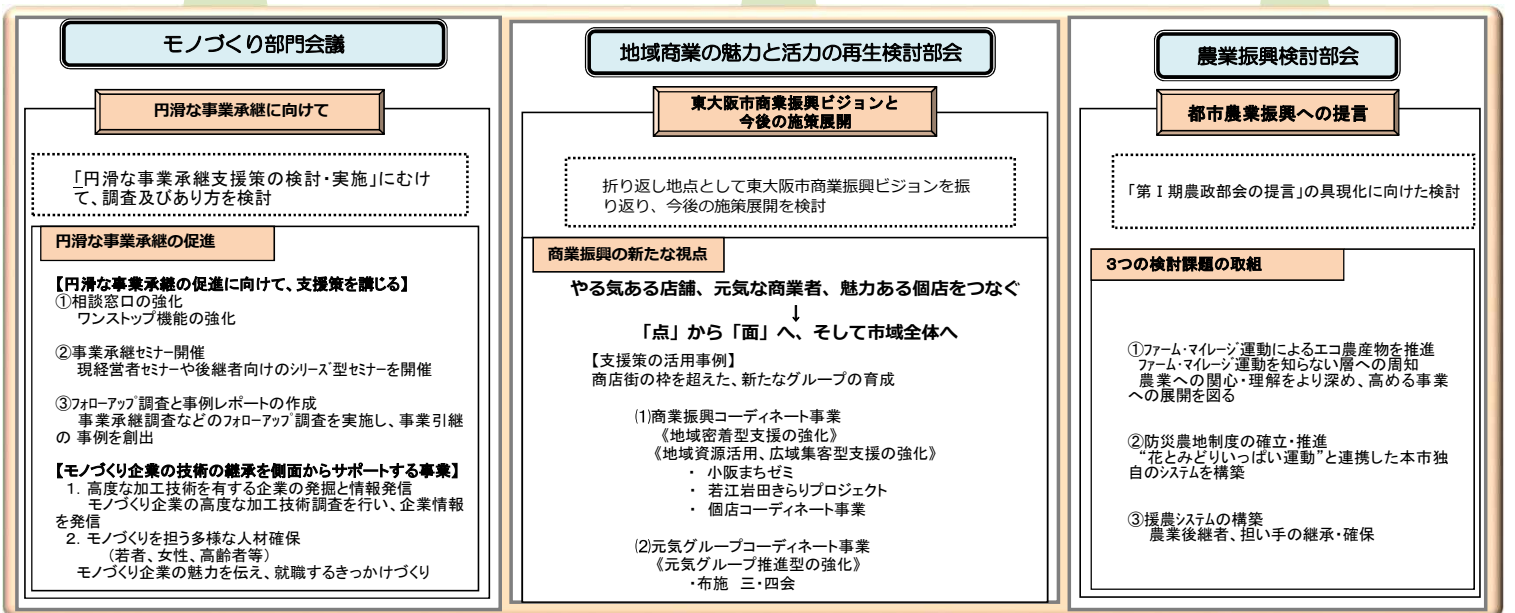 モノづくり部門会議
円滑な事業承継に向けて
「円滑な事業承継支援策の検討・実施」にむけ
て、調査及びあり方を検討
円滑な事業承継の促進
【円滑な事業承継の促進に向けて、支援策を講じる】
①相談窓口の強化
ワンストップ機能の強化
②事業承継セミナー開催
現経営者セミナーや後継者向けのシリーズ型セミナーを開催
③フォローアップ調査と事例レポートの作成
事業承継調査などのフォローアップ調査を実施し、事業引継
の 事例を創出
【モノづくり企業の技術の継承を側面からサポートする事業】
1．高度な加工技術を有する企業の発掘と情報発信
モノづくり企業の高度な加工技術調査を行い、企業情報
を発信
2．モノづくりを担う多様な人材確保
（若者、女性、高齢者等）
モノづくり企業の魅力を伝え、就職するきっかけづくり
地域商業の魅力と活力の再生検討部会
東大阪市商業振興ビジョンと
今後の施策展開
折り返し地点として東大阪市商業振興ビジョンを振
り返り、今後の施策展開を検討
商業振興の新たな視点
やる気ある店舗、元気な商業者、魅力ある個店をつなぐ
↓
「点」から「面」へ、そして市域全体へ
【支援策の活用事例】
商店街の枠を超えた、新たなグループの育成
⑴商業振興コーディネート事業
《地域密着型支援の強化》
《地域資源活用、広域集客型支援の強化》
・ 小阪まちゼミ
・ 若江岩田きらりプロジェクト
・ 個店コーディネート事業
⑵元気グループコーディネート事業
《元気グループ推進型の強化》
・布施 三・四会
農業振興検討部会
都市農業振興への提言
「第Ⅰ期農政部会の提言」の具現化に向けた検討
３つの検討課題の取組
①ファーム・マイレージ運動によるエコ農産物を推進
ファーム・マイレージ運動を知らない層への周知
農業への関心・理解をより深め、高める事業
への展開を図る
②防災農地制度の確立・推進
“花とみどりいっぱい運動”と連携した本市独
自のシステムを構築
③援農システムの構築
農業後継者、担い手の継承・確保